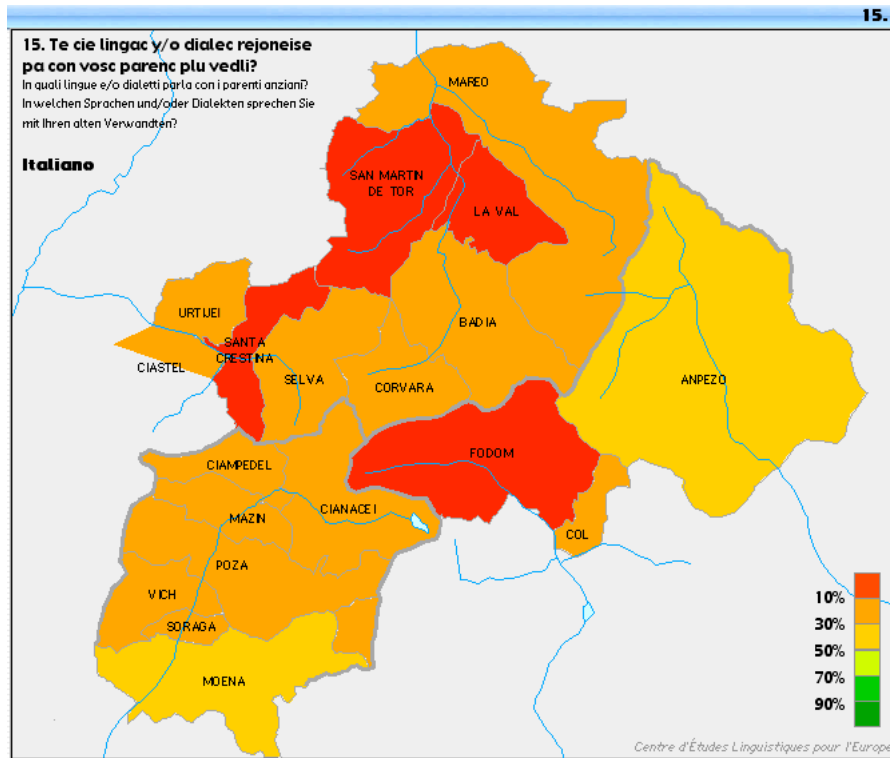 15.
15. Te cie lingac y/o dialec rejoneise
pa con vosc parenc plu vedli?
In quali lingue e/o dialetti parla con i parenti anziani?
In welchen Sprachen und/oder Dialekten sprechen Sie
mit Ihren alten Verwandten?
Italiano
MAREO
SAN MARTIN
DE TOR
LA VAL
URTIJEI
SANTA
CRESTINA
CIASTEL
SELVA
BADIA
CORVARA
ANPEZO
FODOM
CIAMPEDEL
MAZIN
CIANACEI
COL
POZA
VICH
SORAGA
MOENA
10%
30%
50%
70%
90%
Centre d'Études Linguistiques pour l'Europe